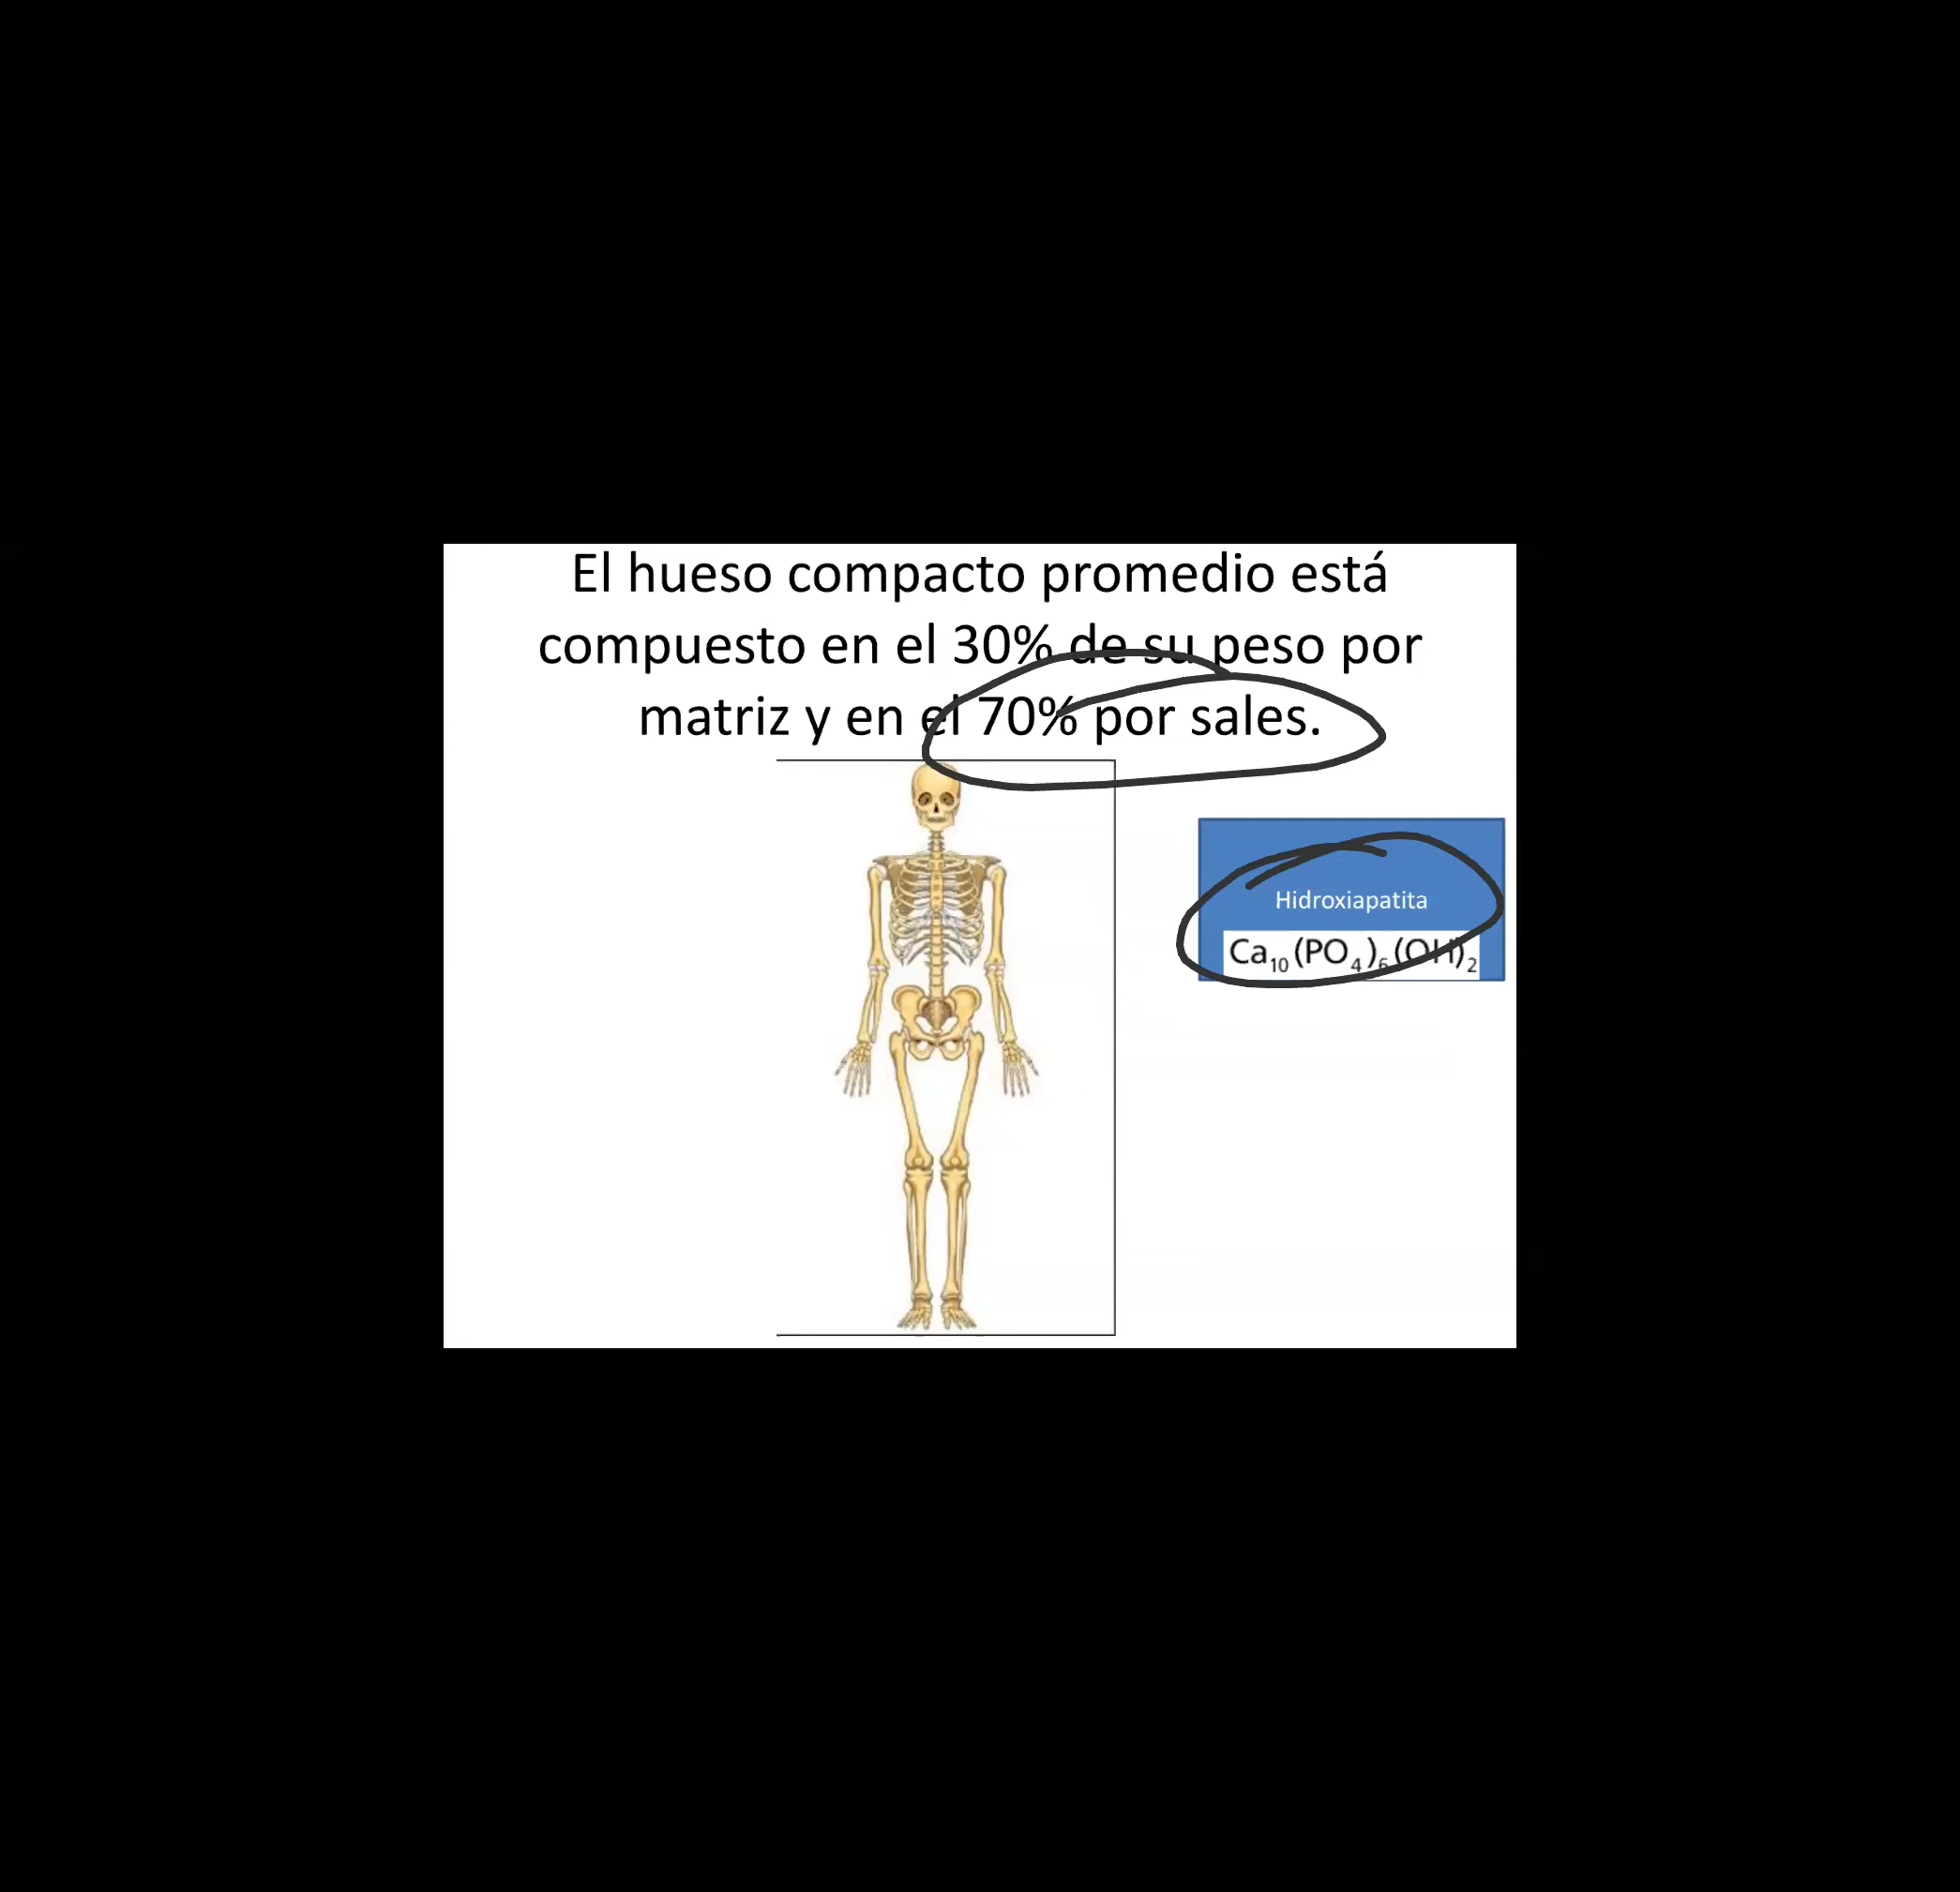 El hueso compacto promedio está
compuesto en el 30% de su peso por
matriz y en el 70% por sales.
Hidroxiapatita
Ca₁₀(PO₄)₆(OH)₂